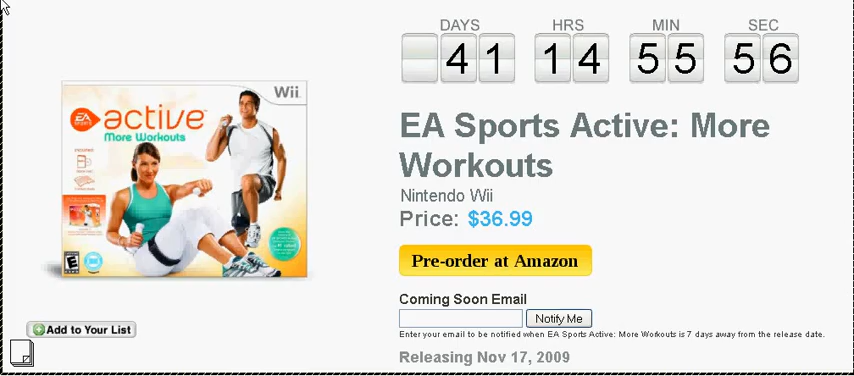 DAYS HRS MIN SEC
41 14 55 56
Wii
EA SPORTS active
More Workouts
EA Sports Active: More
Workouts
Nintendo Wii
Price: $36.99
Pre-order at Amazon
Coming Soon Email
Notify Me
Enter your email to be notified when EA Sports Active: More Workouts is 7 days away from the release date.
Add to Your List
Releasing Nov 17, 2009